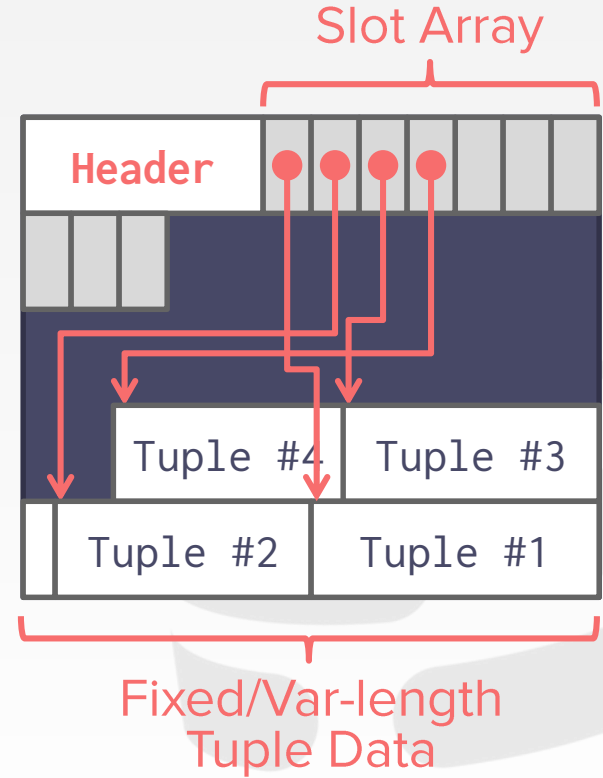 Slot Array
Header
Tuple #4
Tuple #3
Tuple #2
Tuple #1
Fixed/Var-length
Tuple Data